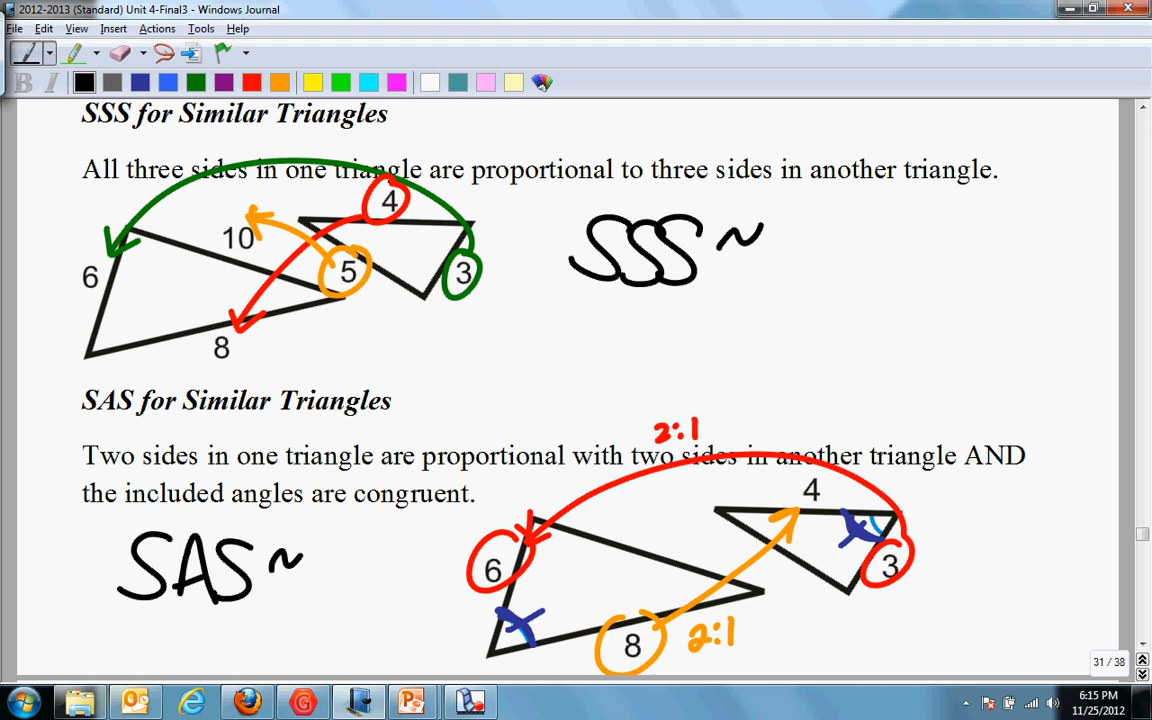 2012-2013 (Standard) Unit 4-Final3 - Windows Journal
File Edit View Insert Actions Tools Help
B I
SSS for Similar Triangles
All three sides in one triangle are proportional to three sides in another triangle.
4
10
5
3
6
8
SSS ~
SAS for Similar Triangles
2:1
Two sides in one triangle are proportional with two sides in another triangle AND
the included angles are congruent.
4
SAS ~
6
3
8
2:1
31 / 38
6:15 PM
11/25/2012